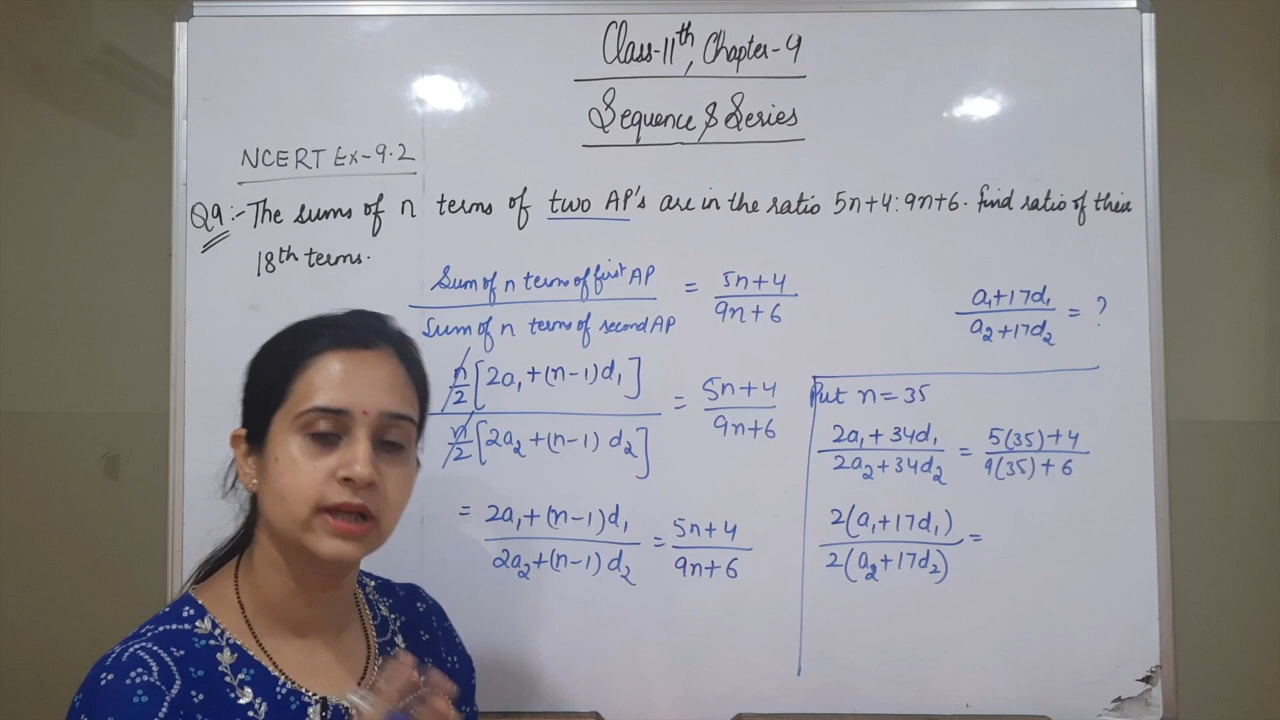 Class-11th, Chapter-9
Sequence & Series
NCERT Ex-9.2
Q9:- The sums of n terms of two AP's are in the ratio 5n+4:9n+6. find ratio of their
18th terms.
Sum of n term of first AP / Sum of n terms of second AP = 5n+4 / 9n+6
a₁+17d₁ / a₂+17d₂ = ?
n/2[2a₁+(n-1)d₁] / n/2[2a₂+(n-1)d₂] = 5n+4 / 9n+6
= 2a₁+(n-1)d₁ / 2a₂+(n-1)d₂ = 5n+4 / 9n+6
Put n=35
2a₁+34d₁ / 2a₂+34d₂ = 5(35)+4 / 9(35)+6
2(a₁+17d₁) / 2(a₂+17d₂) =